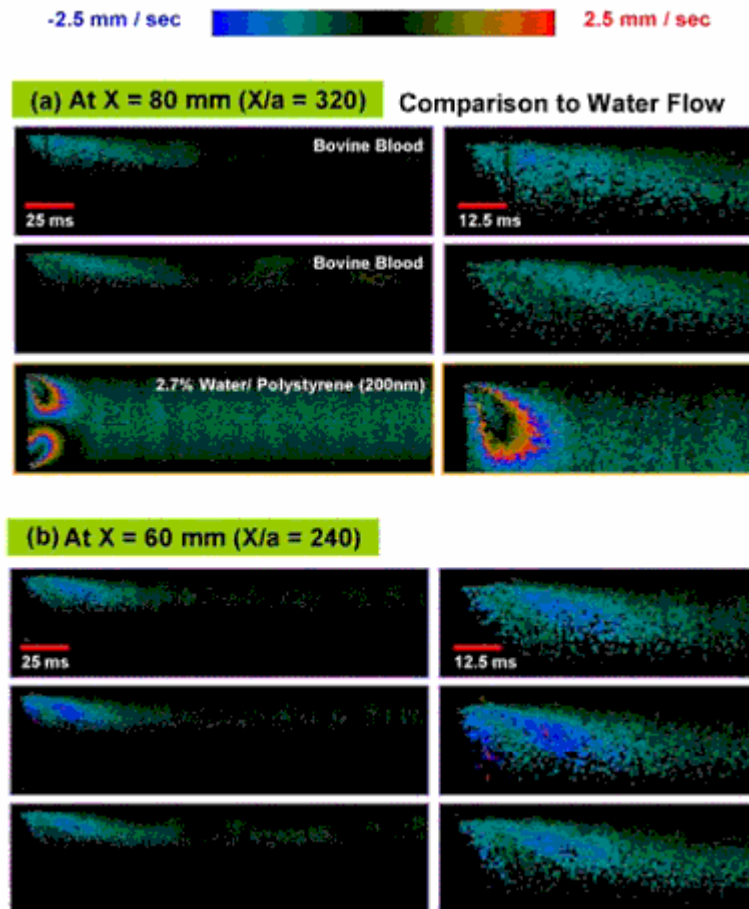 -2.5 mm / sec 2.5 mm / sec
(a) At X = 80 mm (X/a = 320) Comparison to Water Flow
Bovine Blood
25 ms 12.5 ms
Bovine Blood
2.7% Water/ Polystyrene (200nm)
(b) At X = 60 mm (X/a = 240)
25 ms 12.5 ms